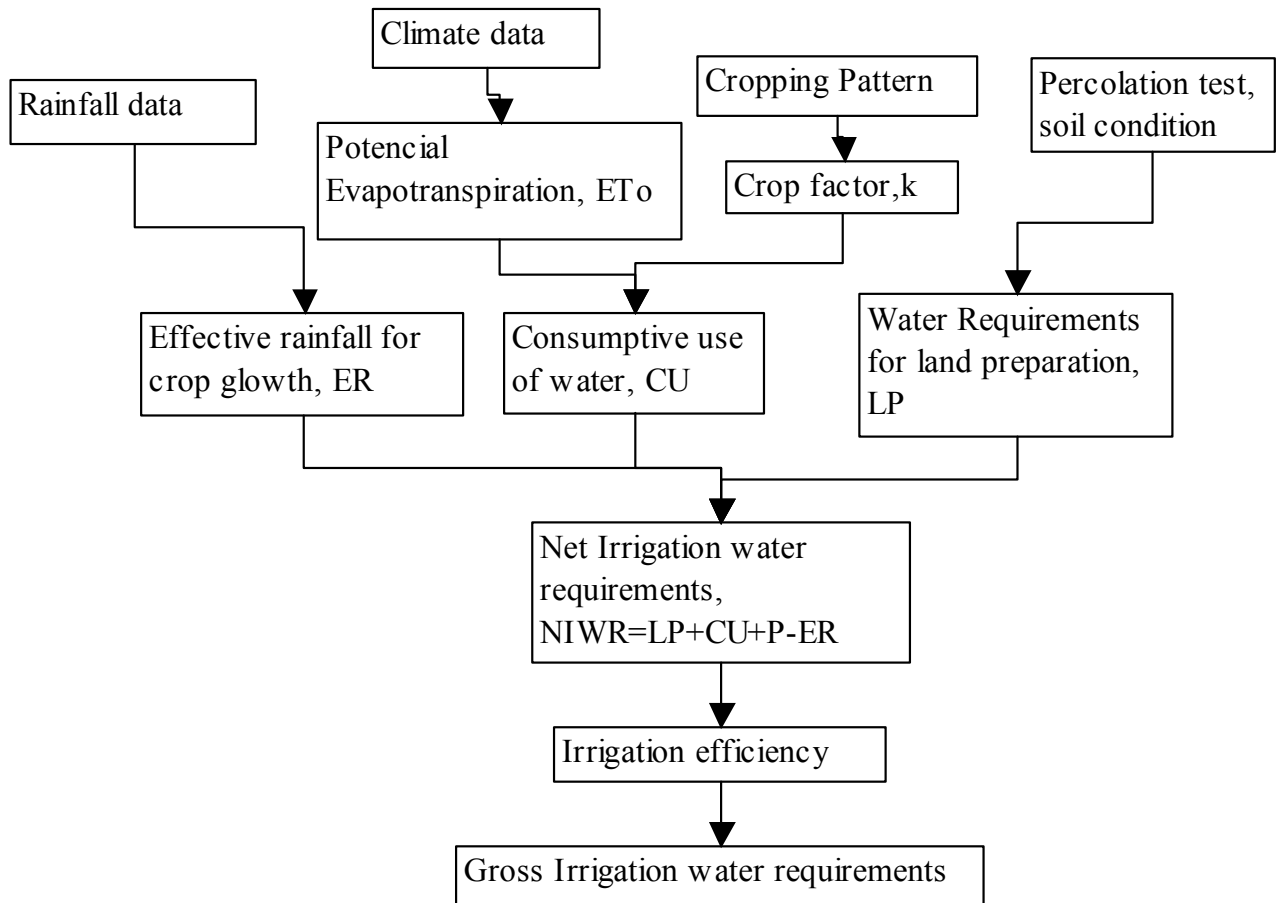 Climate data
Rainfall data
Cropping Pattern
Percolation test,
soil condition
Potencial
Evapotranspiration, ETo
Crop factor,k
Effective rainfall for
crop glowth, ER
Consumptive use
of water, CU
Water Requirements
for land preparation,
LP
Net Irrigation water
requirements,
NIWR=LP+CU+P-ER
Irrigation efficiency
Gross Irrigation water requirements